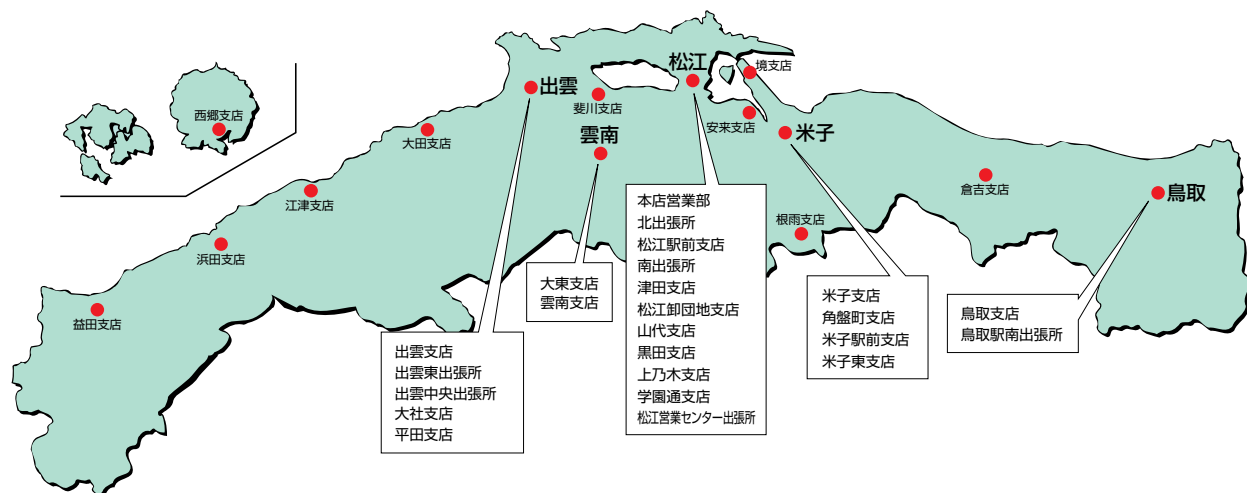 西郷支店
出雲
斐川支店
松江
境支店
大田支店
雲南
安来支店
米子
江津支店
浜田支店
益田支店
根雨支店
倉吉支店
鳥取
出雲支店
出雲東出張所
出雲中央出張所
大社支店
平田支店
大東支店
雲南支店
本店営業部
北出張所
松江駅前支店
南出張所
津田支店
松江卸団地支店
山代支店
黒田支店
上乃木支店
学園通支店
松江営業センター出張所
米子支店
角盤町支店
米子駅前支店
米子東支店
鳥取支店
鳥取駅南出張所